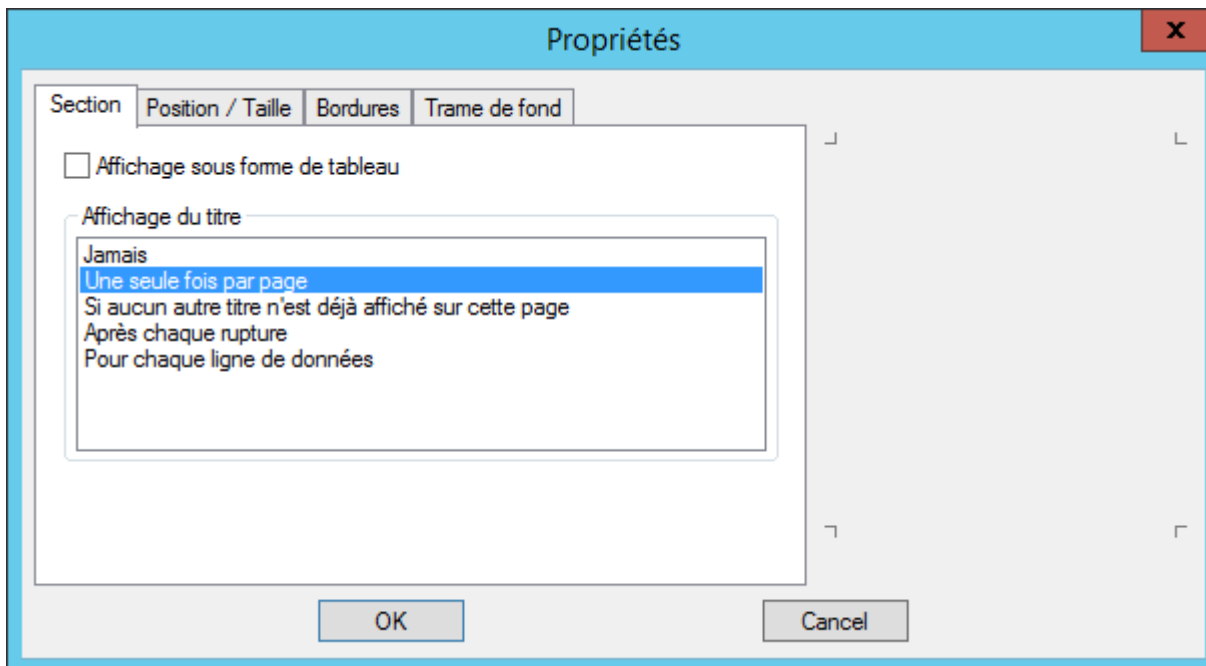 Propriétés
x
Section Position / Taille Bordures Trame de fond
Affichage sous forme de tableau
Affichage du titre
Jamais
Une seule fois par page
Si aucun autre titre n'est déjà affiché sur cette page
Après chaque rupture
Pour chaque ligne de données
OK Cancel